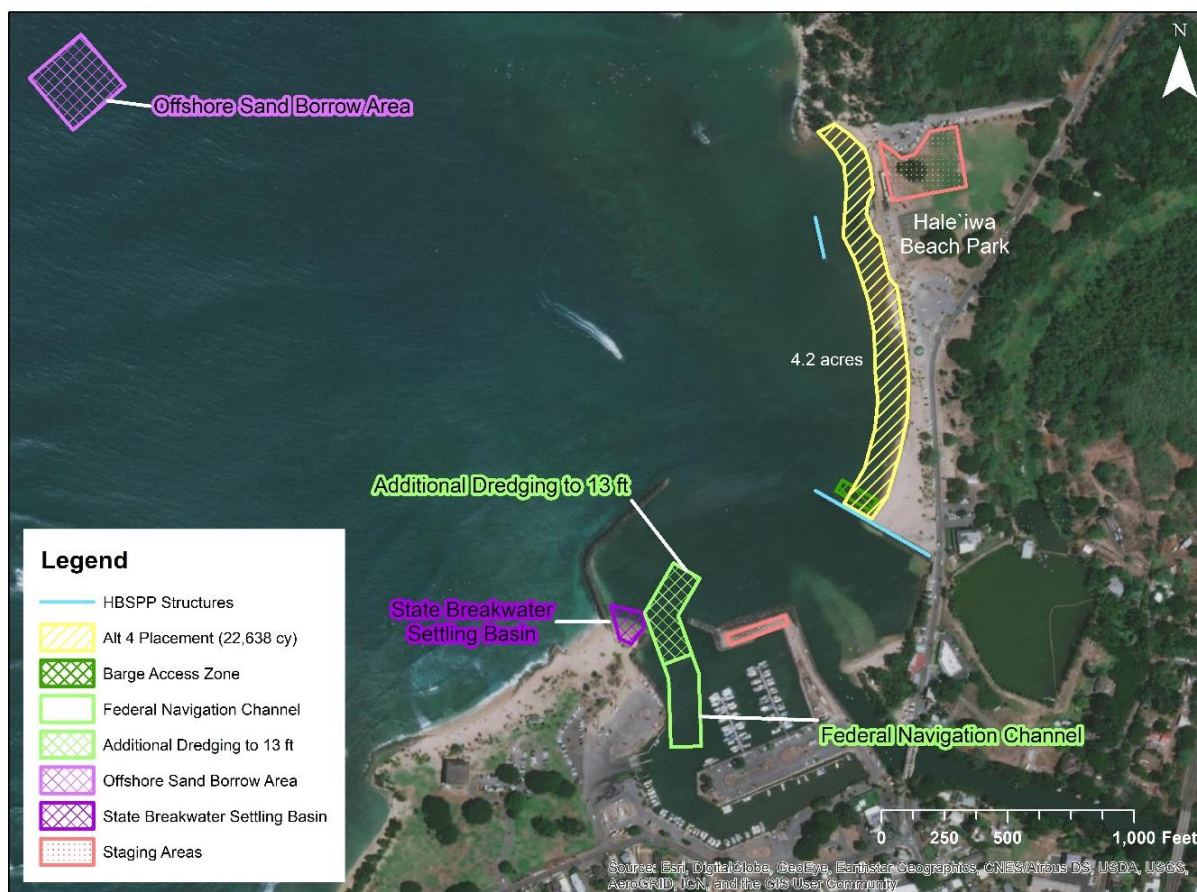 N
Offshore Sand Borrow Area
Hale`iwa
Beach Park
4.2 acres
Additional Dredging to 13 ft
State Breakwater
Settling Basin
Federal Navigation Channel
Legend
HBSPP Structures
Alt 4 Placement (22,638 cy)
Barge Access Zone
Federal Navigation Channel
Additional Dredging to 13 ft
Offshore Sand Borrow Area
State Breakwater Settling Basin
Staging Areas
0 250 500 1,000 Feet
Source: Esri, DigitalGlobe, GeoEye, Earthstar Geographics, CNES/Airbus DS, USDA, USGS,
AeroGRID, IGN, and the GIS User Community